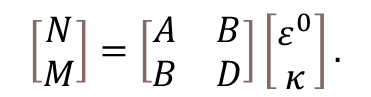 [N M] = [A B B D] [ε⁰ κ] .